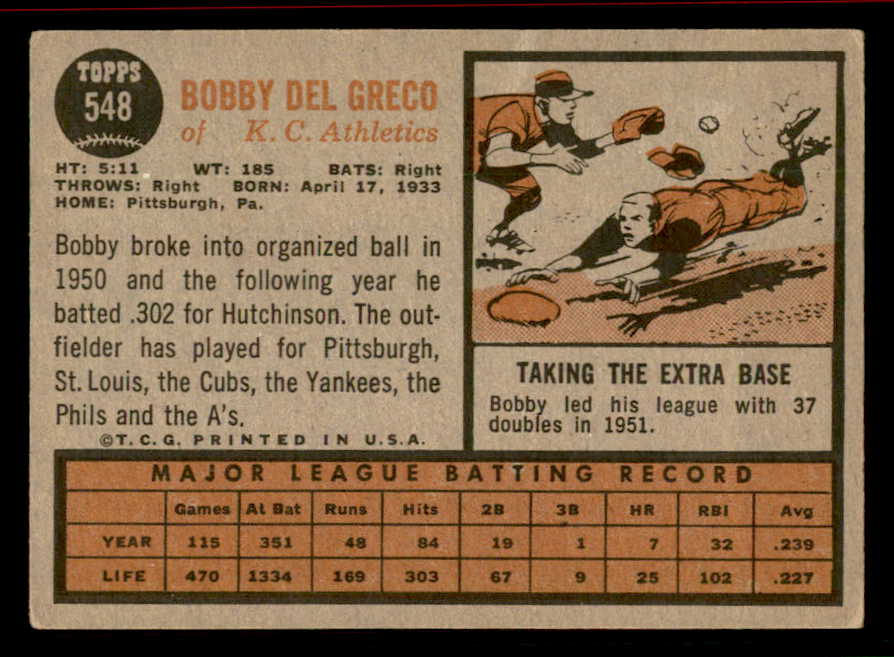 TOPPS
548
BOBBY DEL GRECO
of K. C. Athletics
HT: 5:11 WT: 185 BATS: Right
THROWS: Right BORN: April 17, 1933
HOME: Pittsburgh, Pa.
Bobby broke into organized ball in
1950 and the following year he
batted .302 for Hutchinson. The out-
fielder has played for Pittsburgh,
St. Louis, the Cubs, the Yankees, the
Phils and the A's.
©T.C.G. PRINTED IN U.S.A.
TAKING THE EXTRA BASE
Bobby led his league with 37
doubles in 1951.
MAJOR LEAGUE BATTING RECORD
Games At Bat Runs Hits 2B 3B HR RBI Avg
YEAR 115 351 48 84 19 1 7 32 .239
LIFE 470 1334 169 303 67 9 25 102 .227